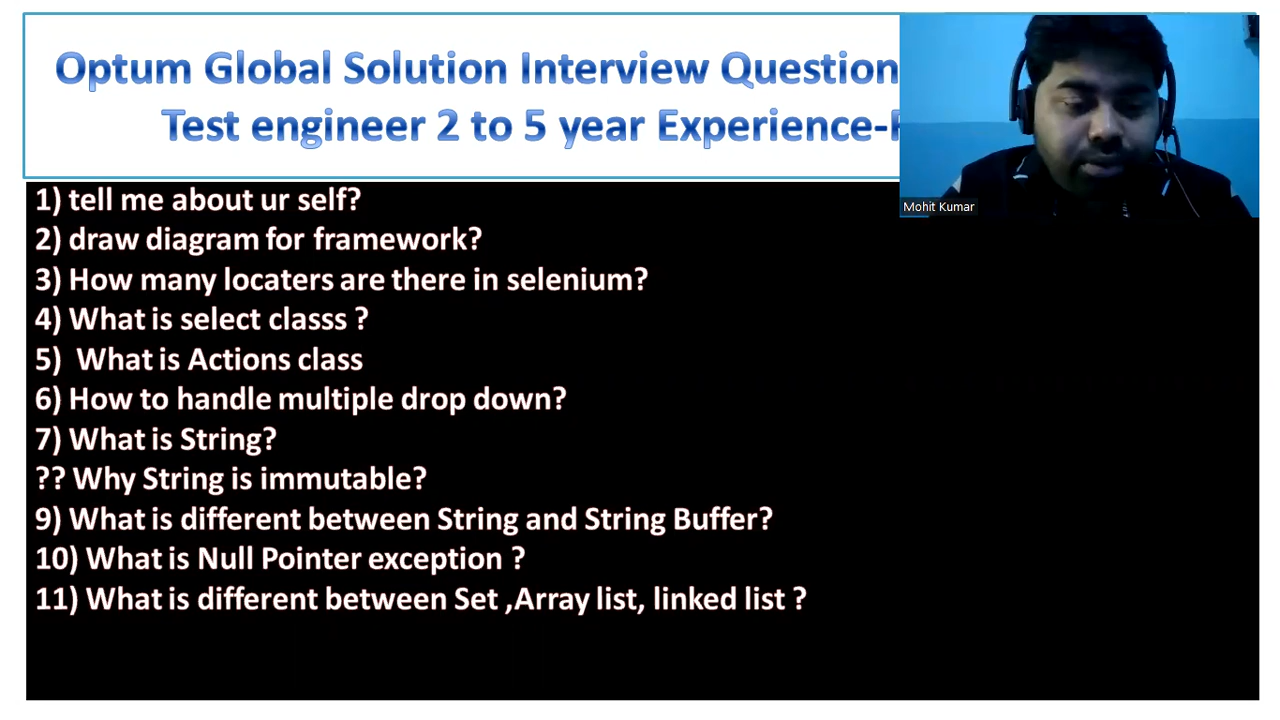 Optum Global Solution Interview Question
Test engineer 2 to 5 year Experience-
Mohit Kumar
1) tell me about ur self?
2) draw diagram for framework?
3) How many locaters are there in selenium?
4) What is select classs ?
5) What is Actions class
6) How to handle multiple drop down?
7) What is String?
?? Why String is immutable?
9) What is different between String and String Buffer?
10) What is Null Pointer exception ?
11) What is different between Set ,Array list, linked list ?